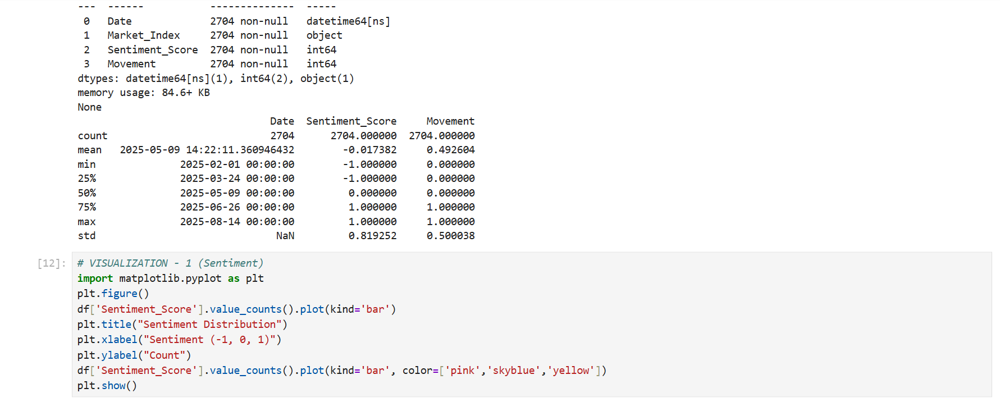 ---  ------           --------------  -----
 0   Date             2704 non-null   datetime64[ns]
 1   Market_Index     2704 non-null   object
 2   Sentiment_Score  2704 non-null   int64
 3   Movement         2704 non-null   int64
dtypes: datetime64[ns](1), int64(2), object(1)
memory usage: 84.6+ KB
None
                                Date  Sentiment_Score     Movement
count                           2704      2704.000000  2704.000000
mean   2025-05-09 14:22:11.360946432        -0.017382     0.492604
min              2025-02-01 00:00:00        -1.000000     0.000000
25%              2025-03-24 00:00:00        -1.000000     0.000000
50%              2025-05-09 00:00:00         0.000000     0.000000
75%              2025-06-26 00:00:00         1.000000     1.000000
max              2025-08-14 00:00:00         1.000000     1.000000
std                              NaN         0.819252     0.500038
[12]: # VISUALIZATION - 1 (Sentiment)
import matplotlib.pyplot as plt
plt.figure()
df['Sentiment_Score'].value_counts().plot(kind='bar')
plt.title("Sentiment Distribution")
plt.xlabel("Sentiment (-1, 0, 1)")
plt.ylabel("Count")
df['Sentiment_Score'].value_counts().plot(kind='bar', color=['pink','skyblue','yellow'])
plt.show()